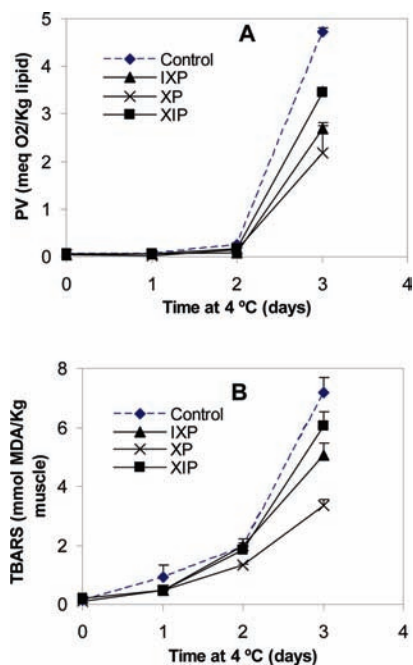 A
Control
IXP
XP
XIP
5
4
3
2
1
0
PV (meq O2/Kg lipid)
0 1 2 3 4
Time at 4 ºC (days)
B
Control
IXP
XP
XIP
8
6
4
2
0
TBARS (mmol MDA/Kg
muscle)
0 1 2 3 4
Time at 4 ºC (days)